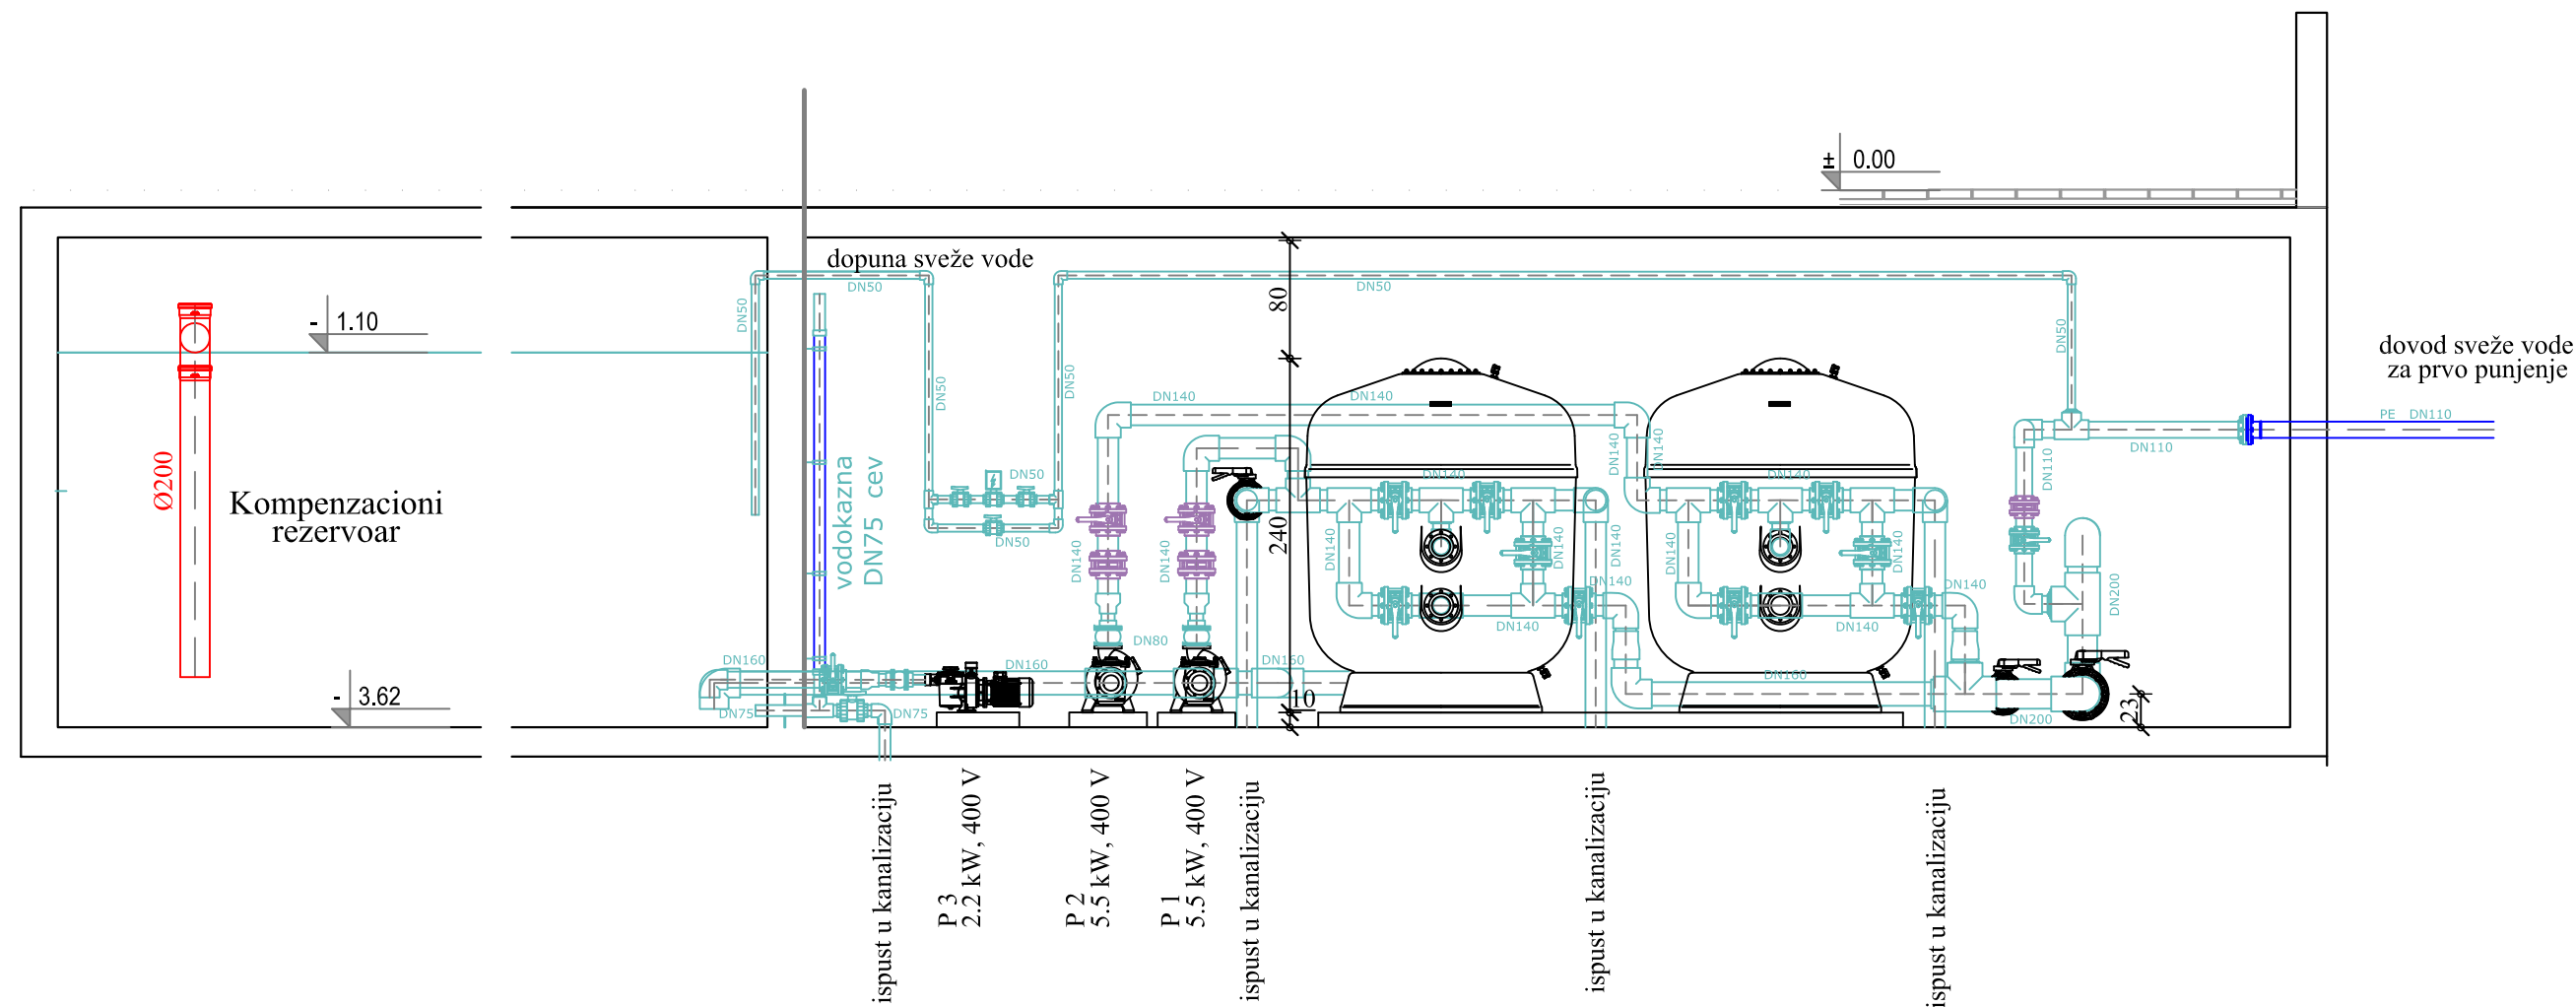 ± 0.00
dopuna sveže vode
DN50
DN50
DN50
DN50
DN50
DN50
DN50
DN50
- 1.10
80
dovod sveže vode
za prvo punjenje
PE DN110
DN110
DN110
Ø200
Kompenzacioni
rezervoar
vodokazna
DN75 cev
DN140
DN140
DN140
DN140
DN140
DN140
240
DN140
DN140
DN140
DN140
DN140
DN140
DN140
DN140
DN140
DN140
DN140
DN200
DN80
DN160
DN160
DN160
DN160
- 3.62
DN75
DN75
10
DN200
23
ispust u kanalizaciju
P 3
2.2 kW, 400 V
P 2
5.5 kW, 400 V
P 1
5.5 kW, 400 V
ispust u kanalizaciju
ispust u kanalizaciju
ispust u kanalizaciju